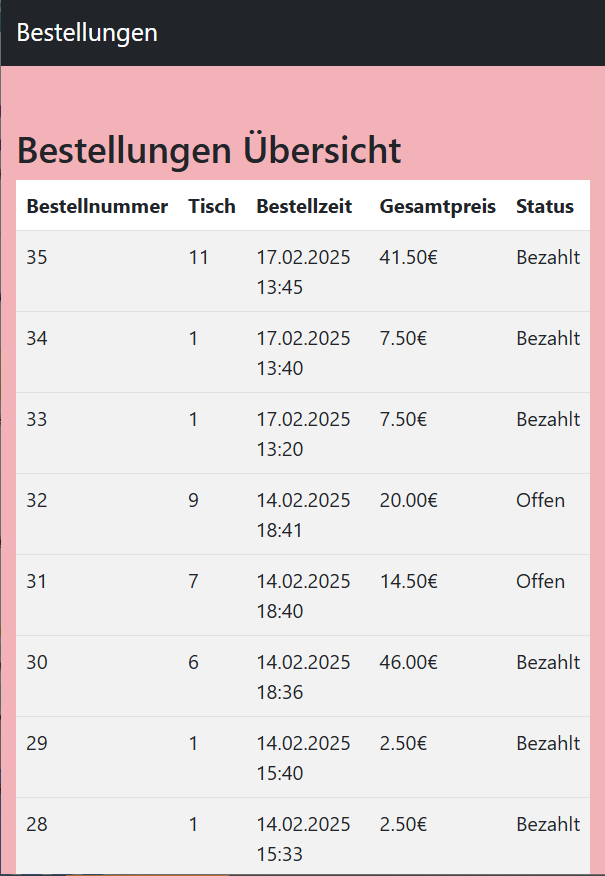 Bestellungen
Bestellungen Übersicht
Bestellnummer Tisch Bestellzeit Gesamtpreis Status
35 11 17.02.2025 41.50€ Bezahlt
13:45
34 1 17.02.2025 7.50€ Bezahlt
13:40
33 1 17.02.2025 7.50€ Bezahlt
13:20
32 9 14.02.2025 20.00€ Offen
18:41
31 7 14.02.2025 14.50€ Offen
18:40
30 6 14.02.2025 46.00€ Bezahlt
18:36
29 1 14.02.2025 2.50€ Bezahlt
15:40
28 1 14.02.2025 2.50€ Bezahlt
15:33